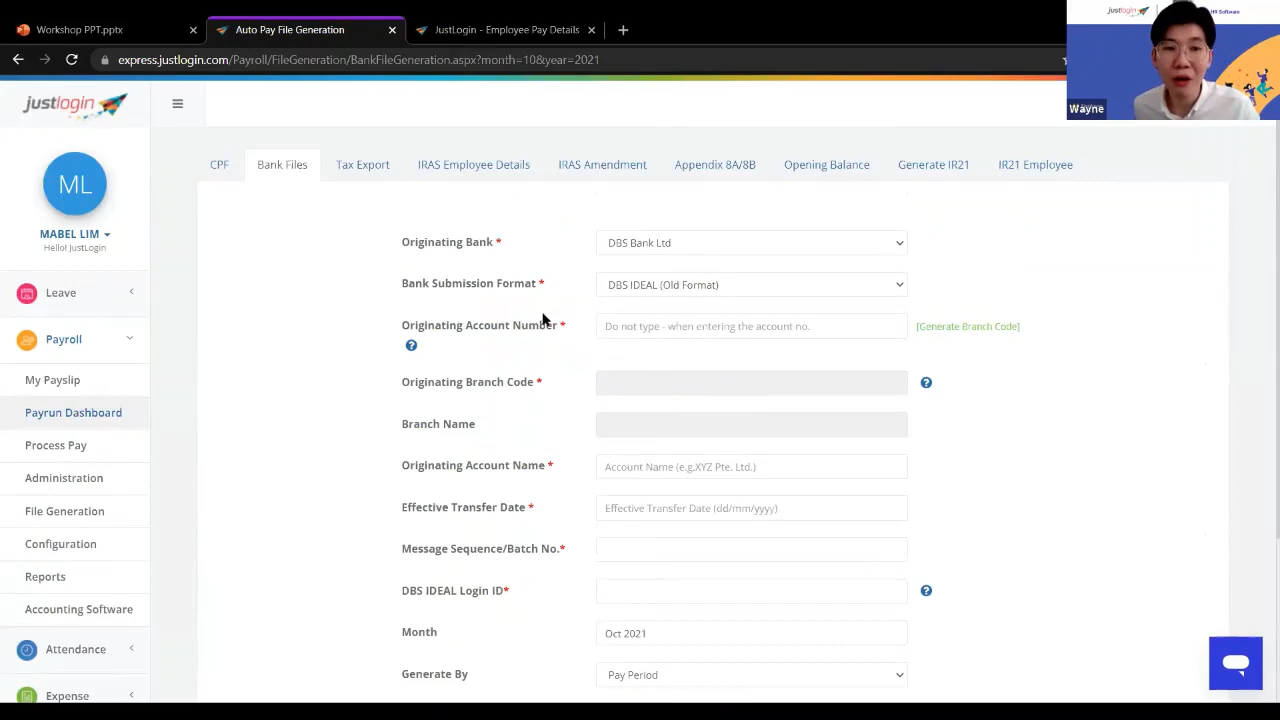 Workshop PPT.pptx
Auto Pay File Generation
JustLogin - Employee Pay Details
express.justlogin.com/Payroll/FileGeneration/BankFileGeneration.aspx?month=10&year=2021
justlogin
HR Software
Wayne
justlogin
ML
MABEL LIM
Hello! JustLogin
Leave
Payroll
My Payslip
Payrun Dashboard
Process Pay
Administration
File Generation
Configuration
Reports
Accounting Software
Attendance
Expense
CPF
Bank Files
Tax Export
IRAS Employee Details
IRAS Amendment
Appendix 8A/8B
Opening Balance
Generate IR21
IR21 Employee
Originating Bank *
DBS Bank Ltd
Bank Submission Format *
DBS IDEAL (Old Format)
Originating Account Number *
Do not type - when entering the account no.
[Generate Branch Code]
Originating Branch Code *
Branch Name
Originating Account Name *
Account Name (e.g.XYZ Pte. Ltd.)
Effective Transfer Date *
Effective Transfer Date (dd/mm/yyyy)
Message Sequence/Batch No.*
DBS IDEAL Login ID*
Month
Oct 2021
Generate By
Pay Period